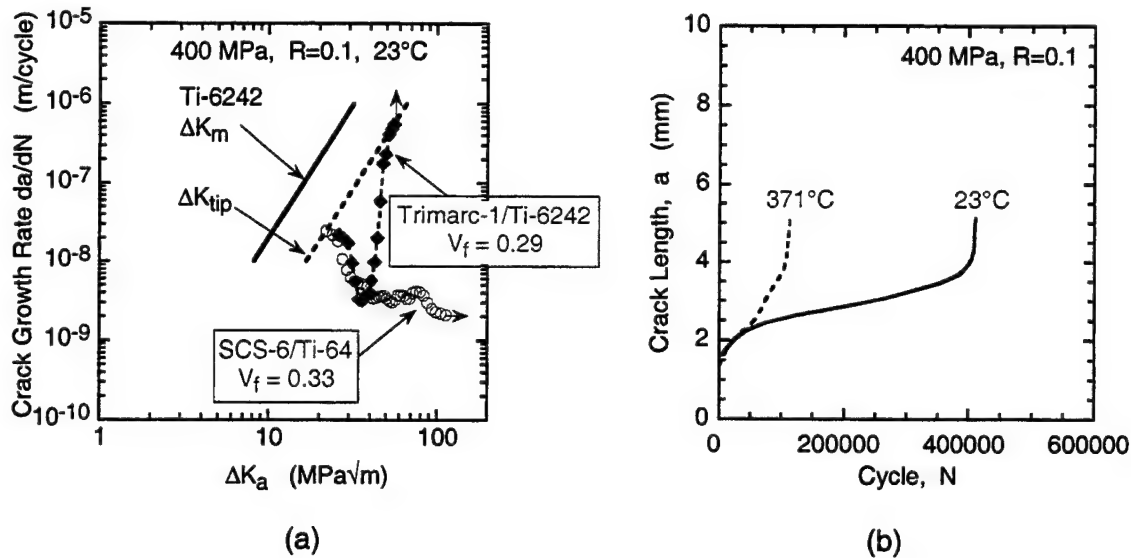 400 MPa, R=0.1, 23°C
Ti-6242
ΔK_m
ΔK_tip
Trimarc-1/Ti-6242
V_f = 0.29
SCS-6/Ti-64
V_f = 0.33
Crack Growth Rate da/dN (m/cycle)
10^-5
10^-6
10^-7
10^-8
10^-9
10^-10
1
10
100
ΔK_a (MPa√m)
(a)
400 MPa, R=0.1
371°C
23°C
Crack Length, a (mm)
10
8
6
4
2
0
0
200000
400000
600000
Cycle, N
(b)